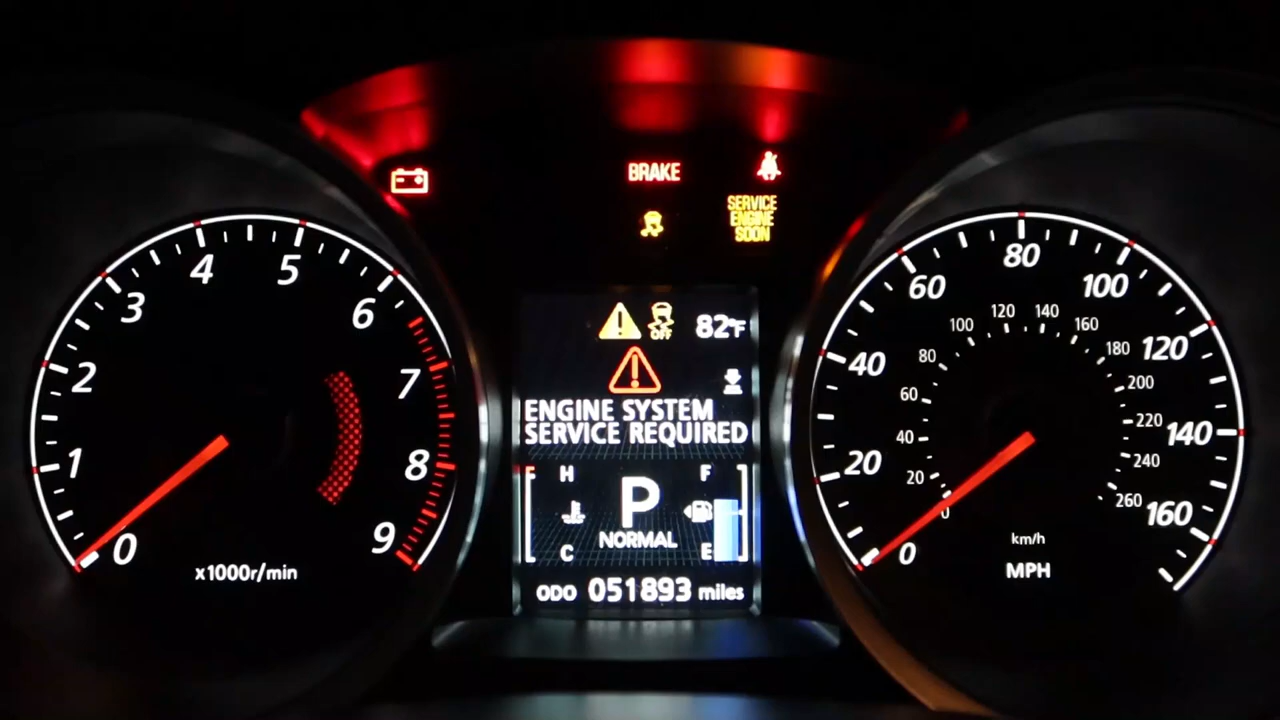 BRAKE
SERVICE
ENGINE
SOON
0
1
2
3
4
5
6
7
8
9
x1000r/min
OFF
82°F
ENGINE SYSTEM
SERVICE REQUIRED
H
F
P
NORMAL
C
E
ODO 051893 miles
0
20
40
60
80
100
120
140
160
0
20
40
60
80
100
120
140
160
180
200
220
240
260
km/h
MPH